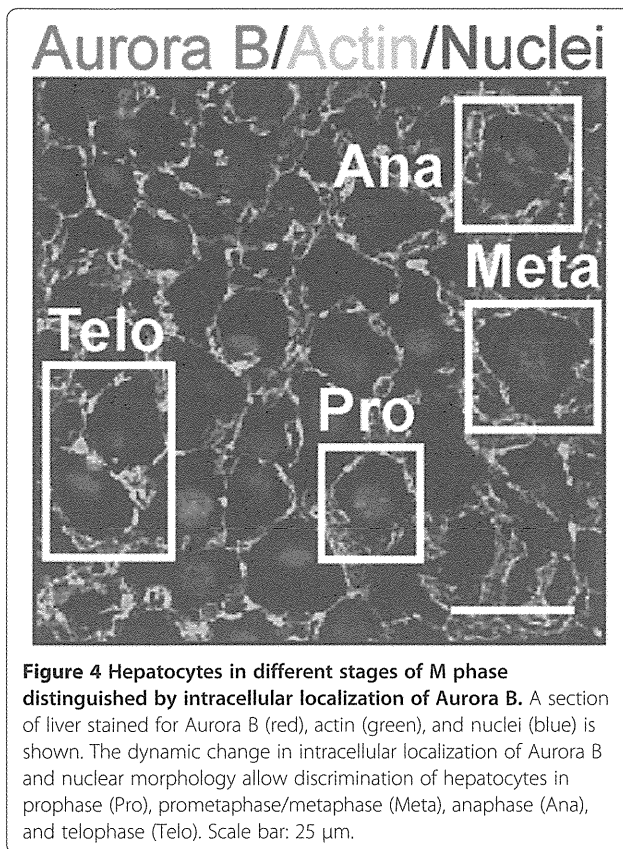 Aurora B/Actin/Nuclei
Ana
Meta
Telo
Pro
Figure 4 Hepatocytes in different stages of M phase
distinguished by intracellular localization of Aurora B. A section
of liver stained for Aurora B (red), actin (green), and nuclei (blue) is
shown. The dynamic change in intracellular localization of Aurora B
and nuclear morphology allow discrimination of hepatocytes in
prophase (Pro), prometaphase/metaphase (Meta), anaphase (Ana),
and telophase (Telo). Scale bar: 25 μm.